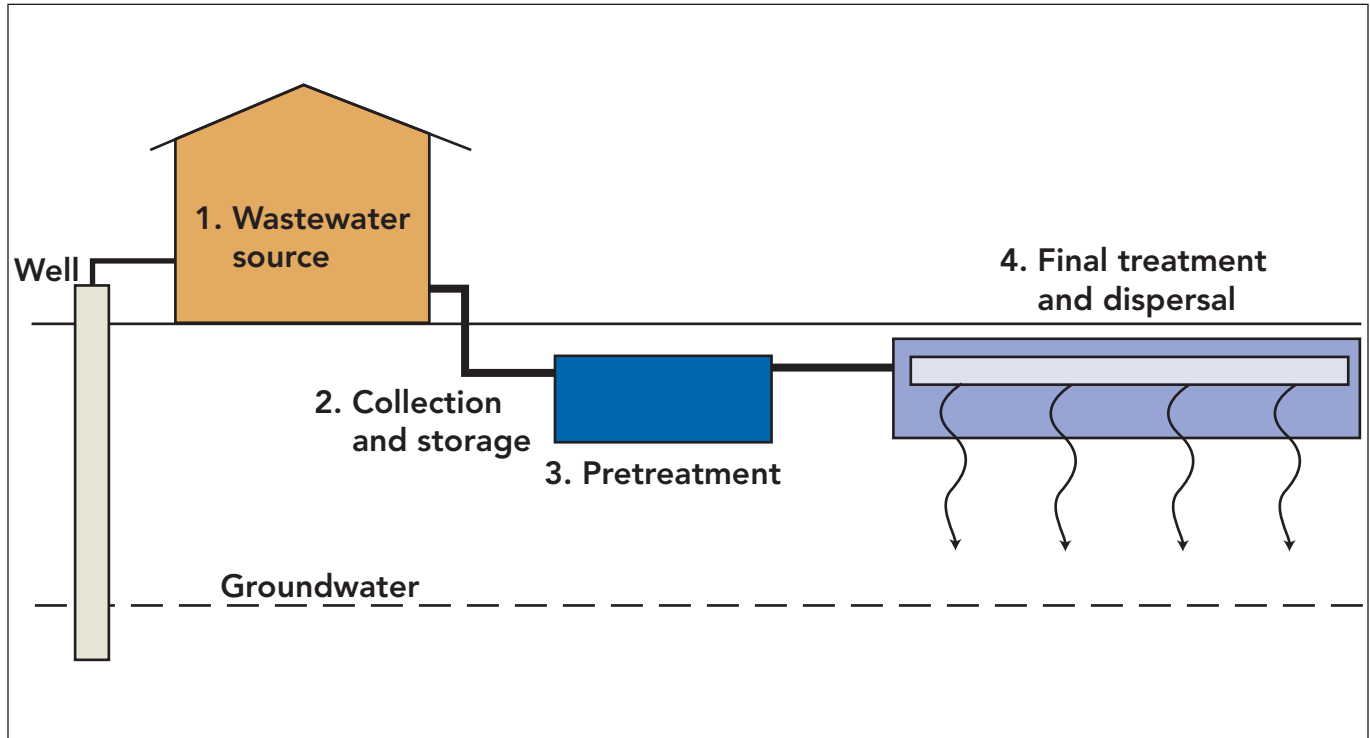 1. Wastewater
source
Well
4. Final treatment
and dispersal
2. Collection
and storage
3. Pretreatment
Groundwater